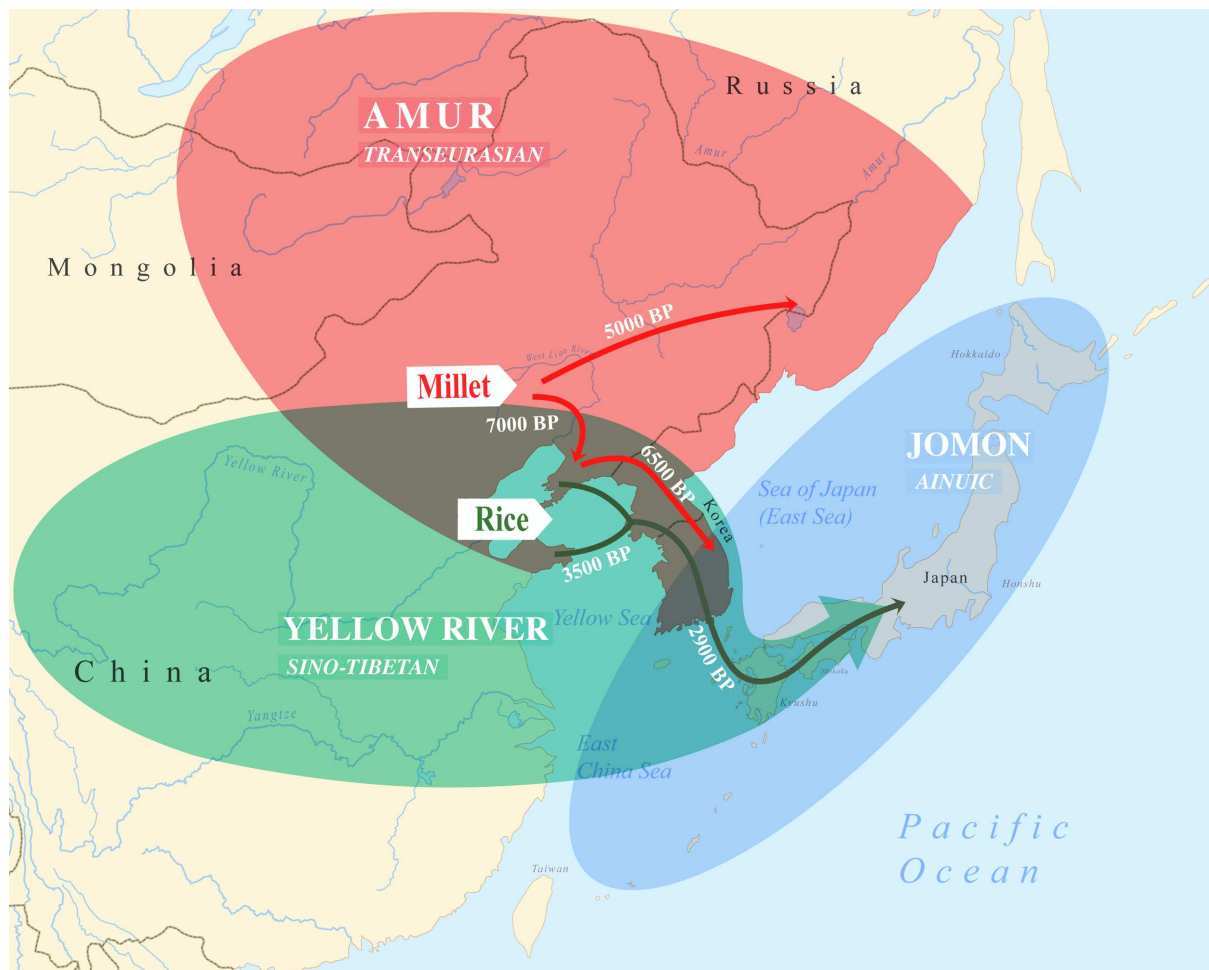 Russia
AMUR
TRANSEURASIAN
Amur
Amur
Mongolia
5000 BP
West Liao River
Hokkaido
Millet
7000 BP
6500 BP
JOMON
AINUIC
Yellow River
Sea of Japan
(East Sea)
Korea
Rice
3500 BP
Japan
Honshu
YELLOW RIVER
SINO-TIBETAN
Yellow Sea
2900 BP
China
Shikoku
Kyushu
Yangtze
East
China Sea
Pacific
Ocean
Taiwan